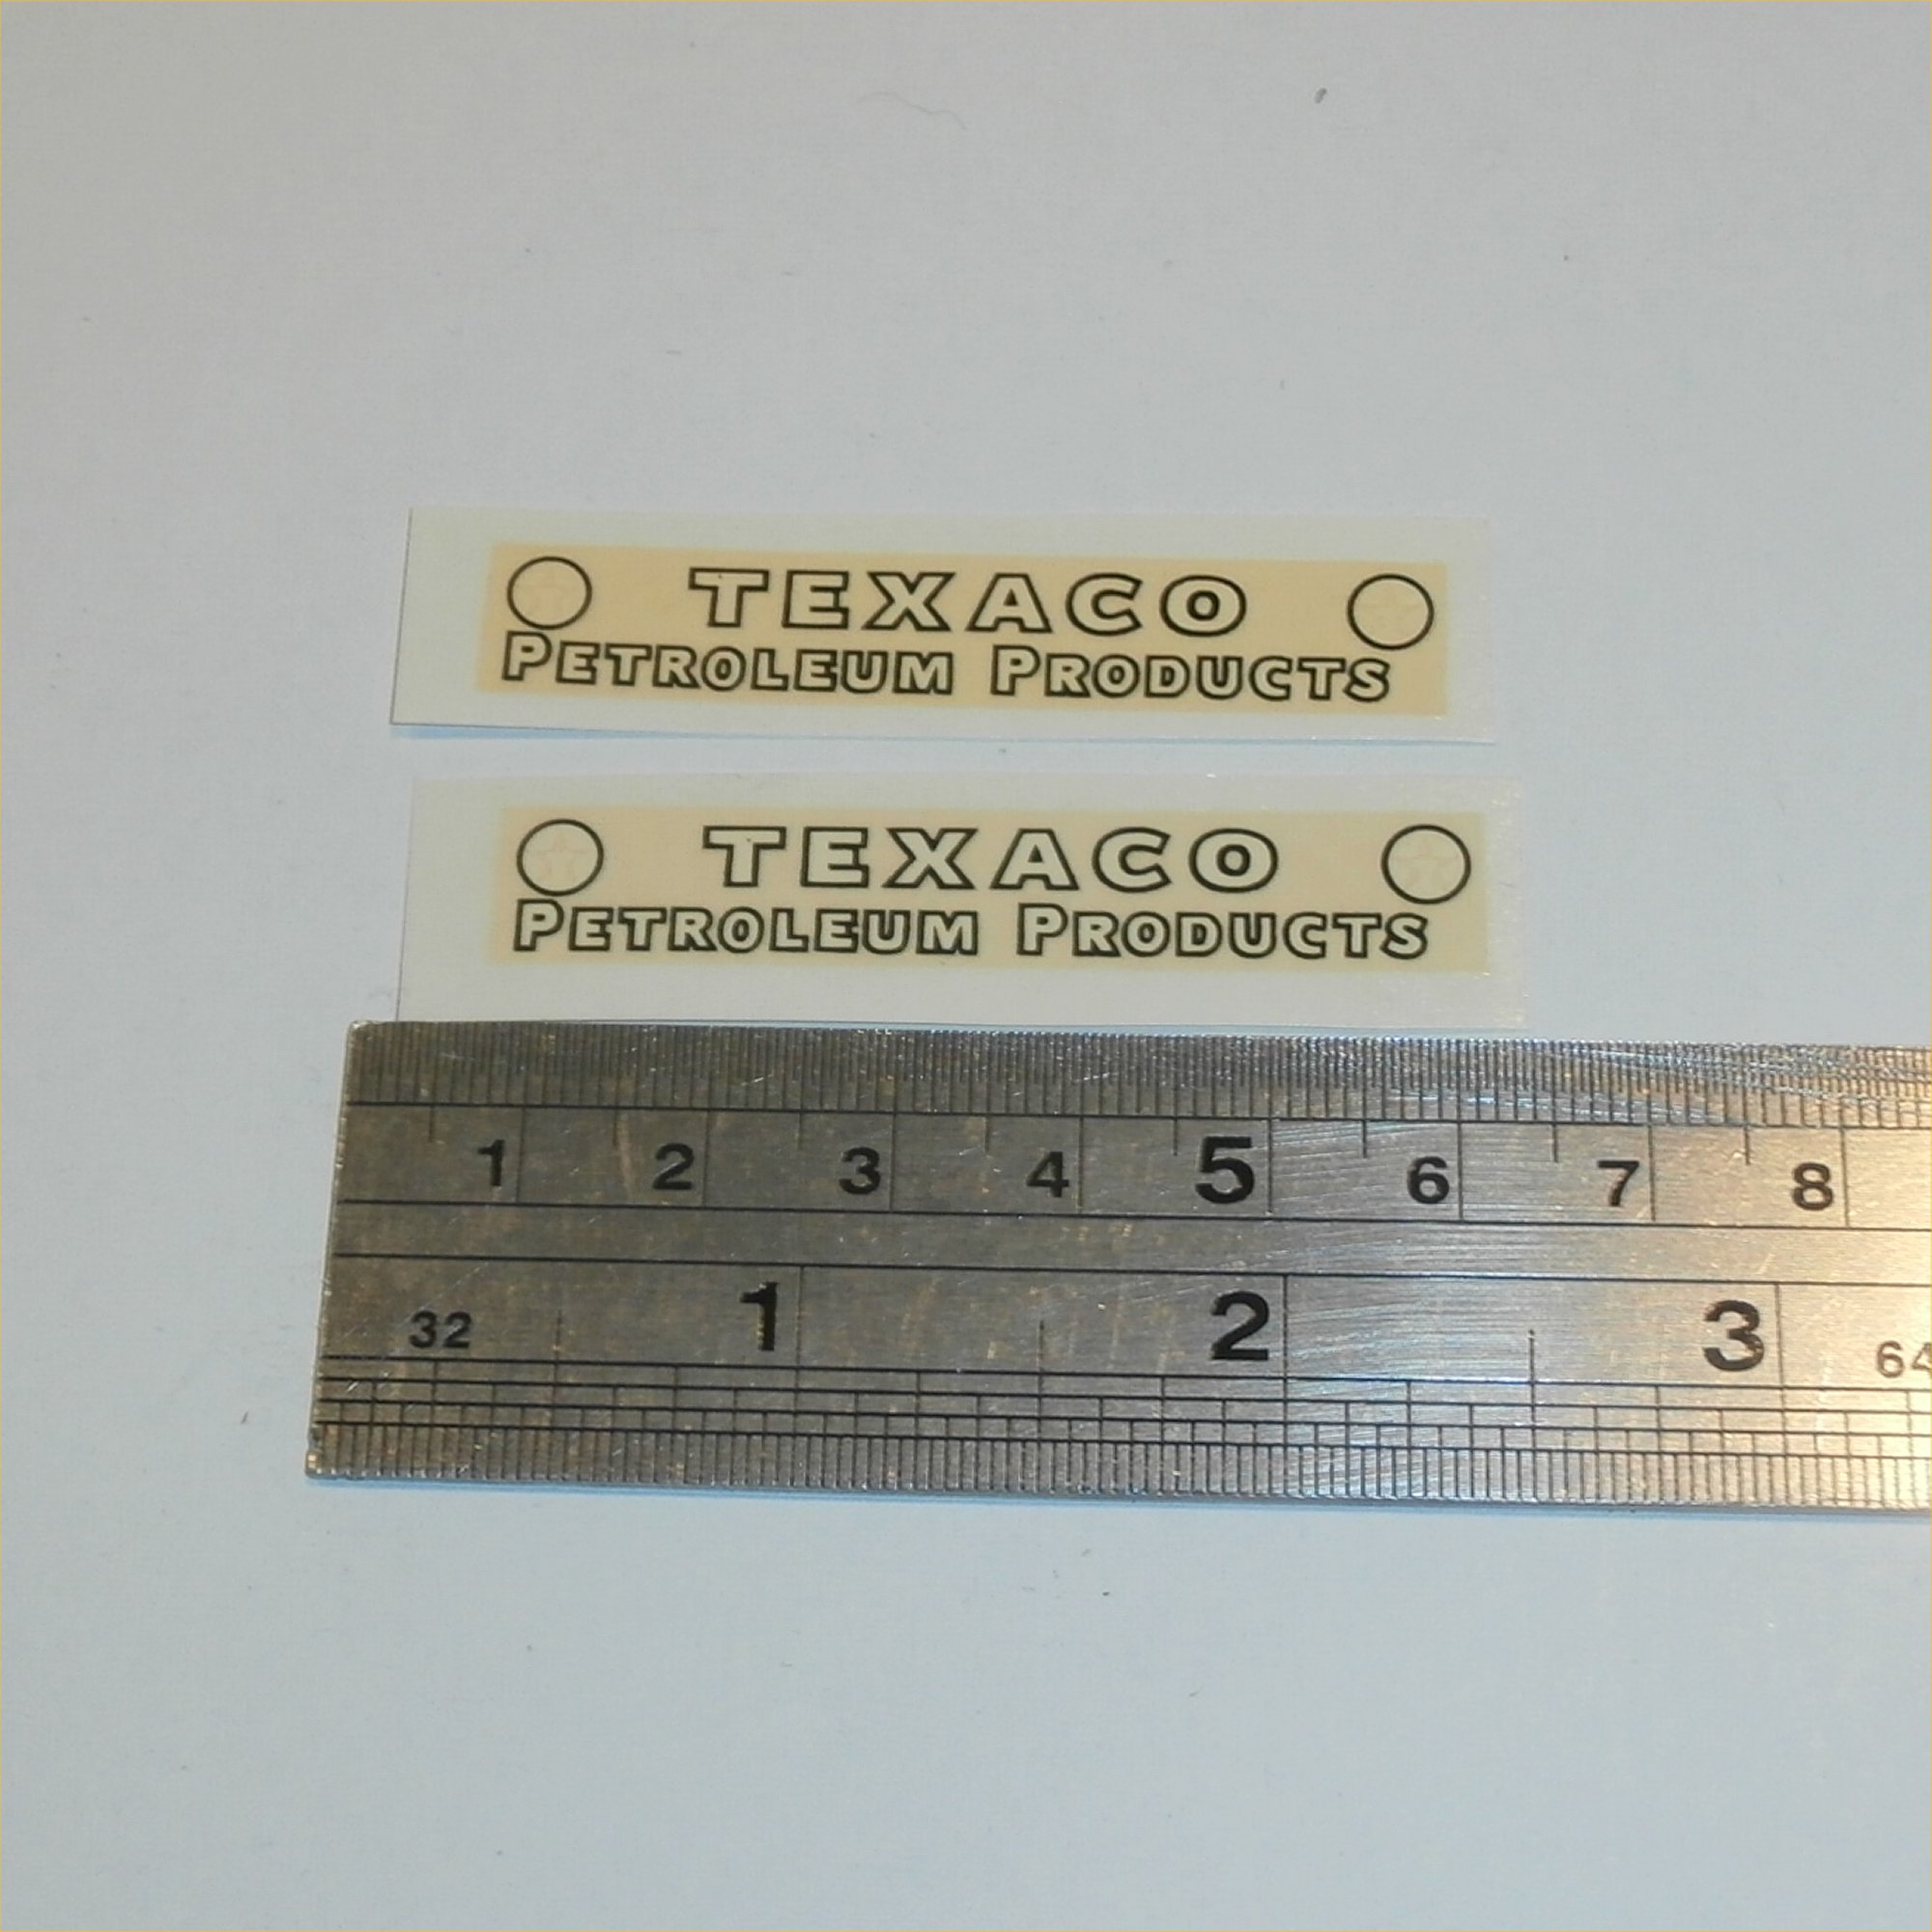 TEXACO
PETROLEUM PRODUCTS
TEXACO
PETROLEUM PRODUCTS
1 2 3 4 5 6 7 8
32 1 2 3 64